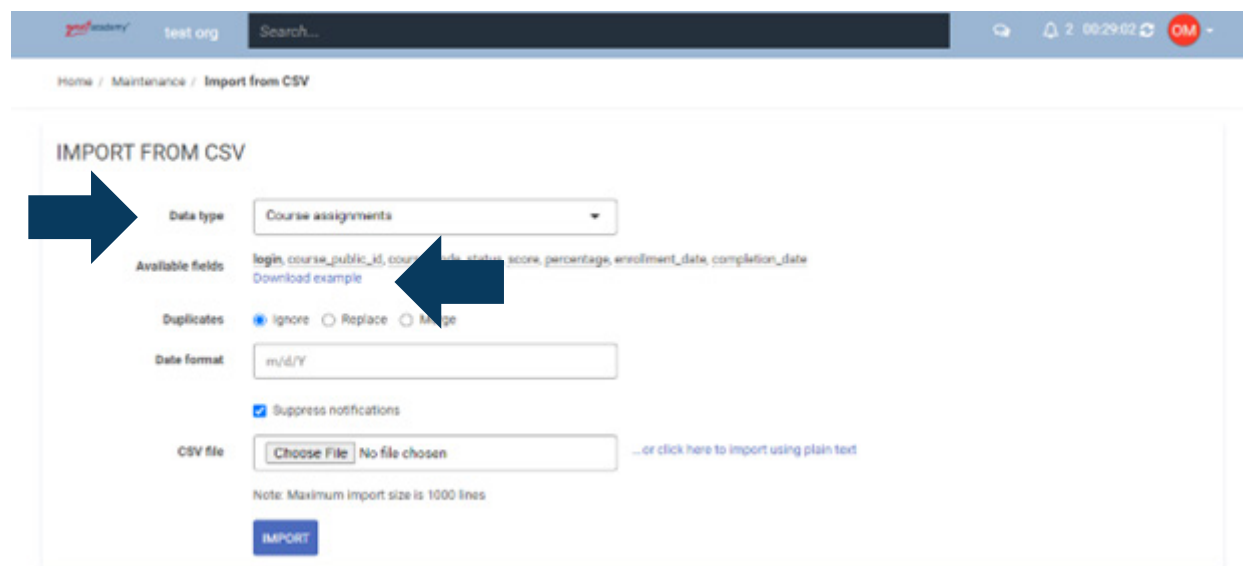 test org Search... 2 00:29:02 OM
Home / Maintenance / Import from CSV
IMPORT FROM CSV
Data type Course assignments
Available fields login, course_public_id, status, score, percentage, enrollment_date, completion_date
Download example
Duplicates Ignore Replace
Date format m/d/Y
Suppress notifications
CSV file Choose File No file chosen ...or click here to import using plain text
Note: Maximum import size is 1000 lines
IMPORT